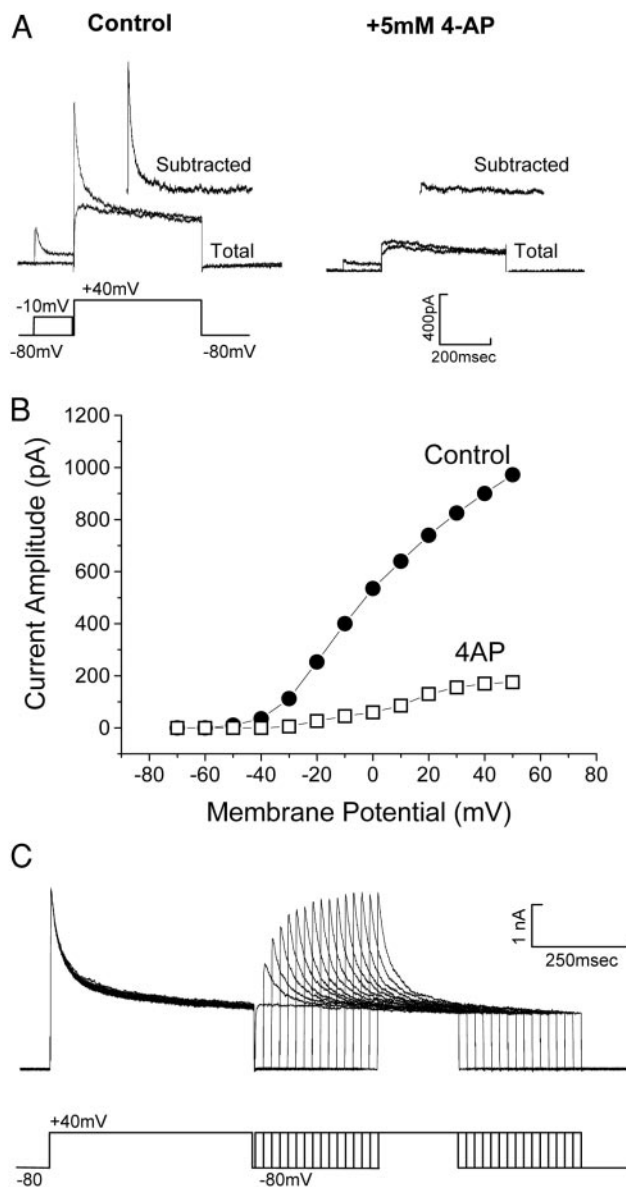 A
Control
+5mM 4-AP
Subtracted
Subtracted
Total
Total
+40mV
-10mV
-80mV
-80mV
400pA
200msec
B
1200
1000
800
600
400
200
0
Current Amplitude (pA)
Control
4AP
-80 -60 -40 -20 0 20 40 60 80
Membrane Potential (mV)
C
1 nA
250msec
+40mV
-80
-80mV